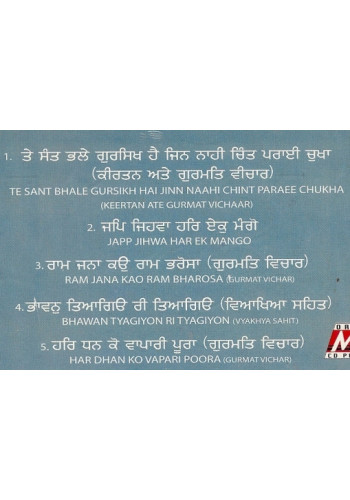 1. ਤੇ ਸੰਤ ਭਲੇ ਗੁਰਸਿਖ ਹੈ ਜਿਨ ਨਾਹੀ ਚਿੰਤ ਪਰਾਈ ਚੁਖਾ
(ਕੀਰਤਨ ਅਤੇ ਗੁਰਮਤਿ ਵੀਚਾਰ)
TE SANT BHALE GURSIKH HAI JINN NAAHI CHINT PARAEE CHUKHA
(KEERTAN ATE GURMAT VICHAAR)
2. ਜਪਿ ਜਿਹਵਾ ਹਰਿ ਏਕੁ ਮੰਗੋ
JAPP JIHWA HAR EK MANGO
3. ਰਾਮ ਜਨਾ ਕਉ ਰਾਮ ਭਰੋਸਾ (ਗੁਰਮਤਿ ਵਿਚਾਰ)
RAM JANA KAO RAM BHAROSA (GURMAT VICHAR)
4. ਭਾਂਵਨੁ ਤਿਆਗਿਓ ਰੀ ਤਿਆਗਿਓ (ਵਿਆਖਿਆ ਸਹਿਤ)
BHAWAN TYAGIYON RI TYAGIYON (VYAKHYA SAHIT)
5. ਹਰਿ ਧਨ ਕੋ ਵਾਪਾਰੀ ਪੂਰਾ (ਗੁਰਮਤਿ ਵਿਚਾਰ)
HAR DHAN KO VAPARI POORA (GURMAT VICHAR)
OR
M
CO P